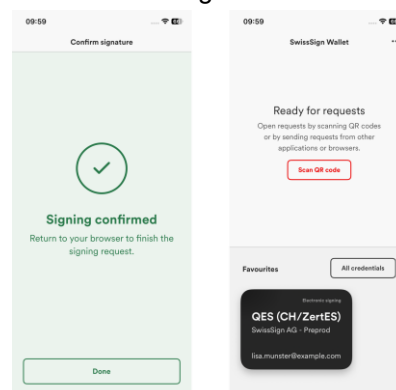 09:59
Confirm signature
Signing confirmed
Return to your browser to finish the
signing request.
Done
09:59
SwissSign Wallet
Ready for requests
Open requests by scanning QR codes
or by sending requests from other
applications or browsers.
Scan QR code
Favourites
All credentials
Electronic signing
QES (CH/ZertES)
SwissSign AG - Preprod
lisa.munster@example.com